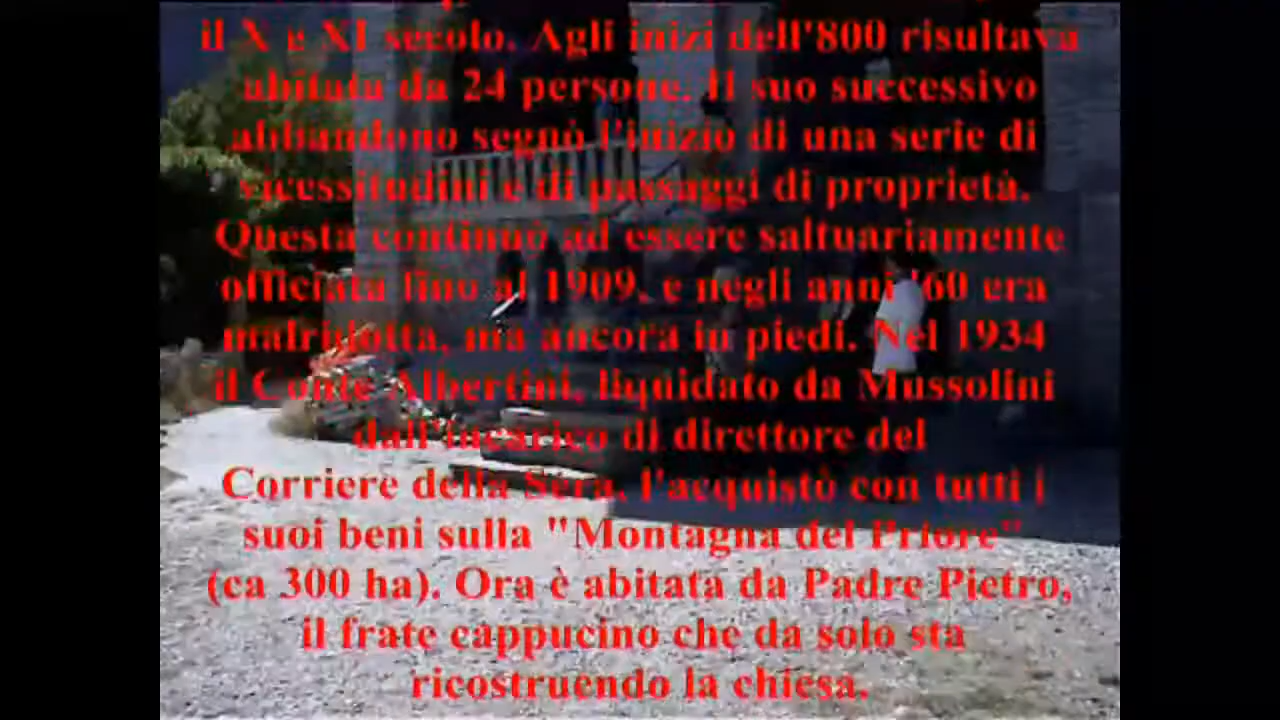 il X e XI secolo. Agli inizi dell'800 risultava
abitata da 24 persone. Il suo successivo
abbandono segnò l'inizio di una serie di
vicessitudini e di passaggi di proprietà.
Questa continuò ad essere saltuariamente
officiata fino al 1909, e negli anni '60 era
malridotta, ma ancora in piedi. Nel 1934
il Conte Albertini, liquidato da Mussolini
dall'incarico di direttore del
Corriere della Sera, l'acquistò con tutti i
suoi beni sulla "Montagna del Priore"
(ca 300 ha). Ora è abitata da Padre Pietro,
il frate cappucino che da solo sta
ricostruendo la chiesa.